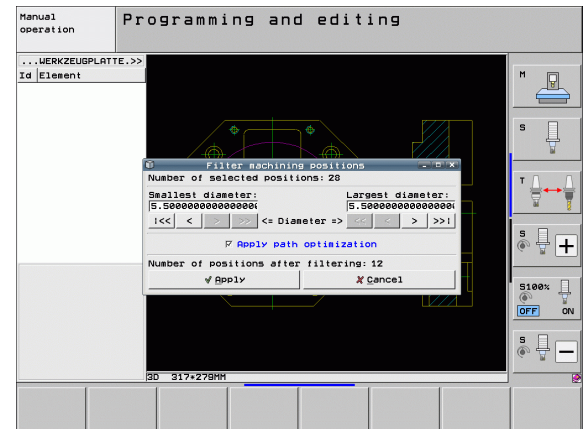 Manual
operation
Programming and editing
...WERKZEUGPLATTE.>>
Id Element
Filter machining positions
Number of selected positions: 28
Smallest diameter:
Largest diameter:
5.5000000000000000
5.5000000000000000
|<< < > >> <= Diameter => << < > >>|
Apply path optimization
Number of positions after filtering: 12
Apply
Cancel
3D 317*279MM
M
S
T
S
S100%
OFF ON
S